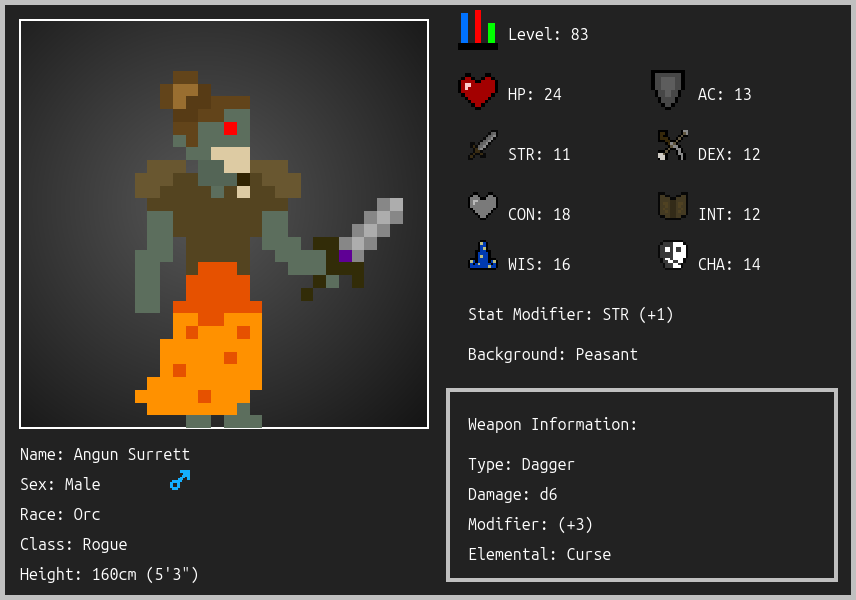 Level: 83
HP: 24
AC: 13
STR: 11
DEX: 12
CON: 18
INT: 12
WIS: 16
CHA: 14
Stat Modifier: STR (+1)
Background: Peasant
Weapon Information:
Type: Dagger
Damage: d6
Modifier: (+3)
Elemental: Curse
Name: Angun Surrett
Sex: Male
Race: Orc
Class: Rogue
Height: 160cm (5'3")